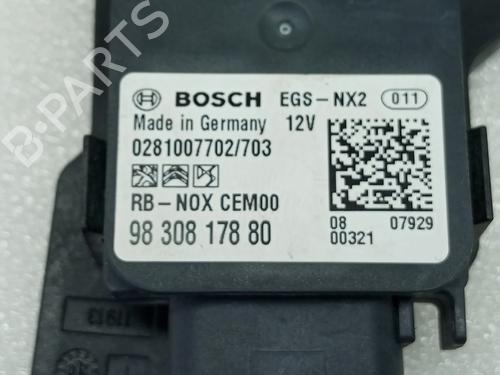 BOSCH EGS-NX2 011
Made in Germany 12V
0281007702/703
RB-NOX CEM00
98 308 178 80
08 07929
00321
11913
B-PARTS